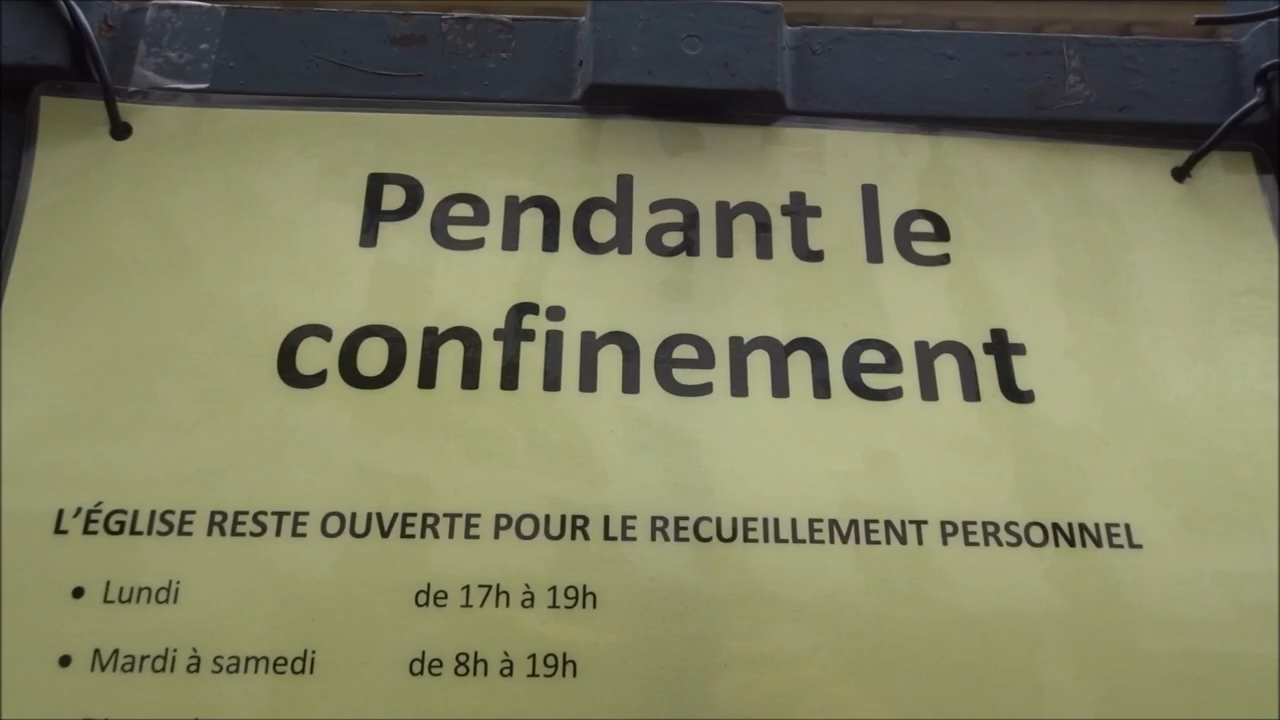 Pendant le
confinement
L'ÉGLISE RESTE OUVERTE POUR LE RECUEILLEMENT PERSONNEL
• Lundi de 17h à 19h
• Mardi à samedi de 8h à 19h